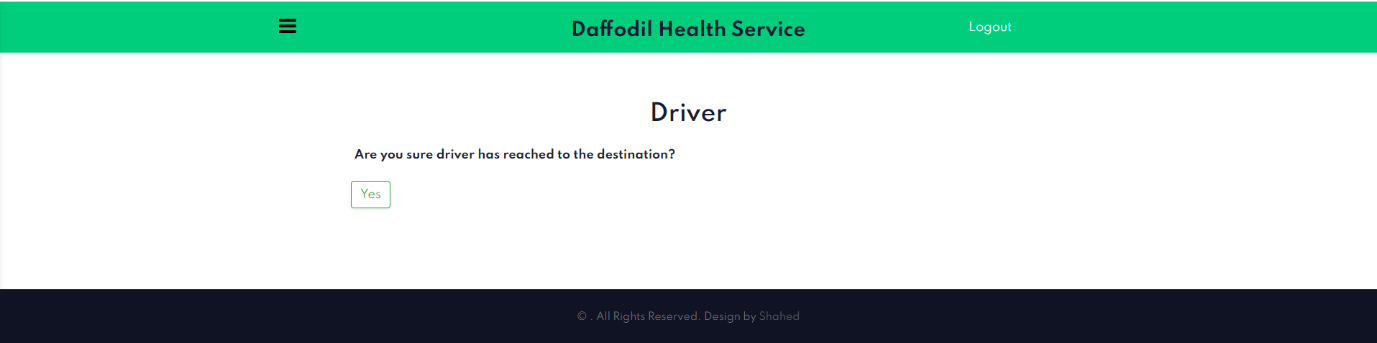 Daffodil Health Service
Logout
Driver
Are you sure driver has reached to the destination?
Yes
© . All Rights Reserved. Design by Shahed